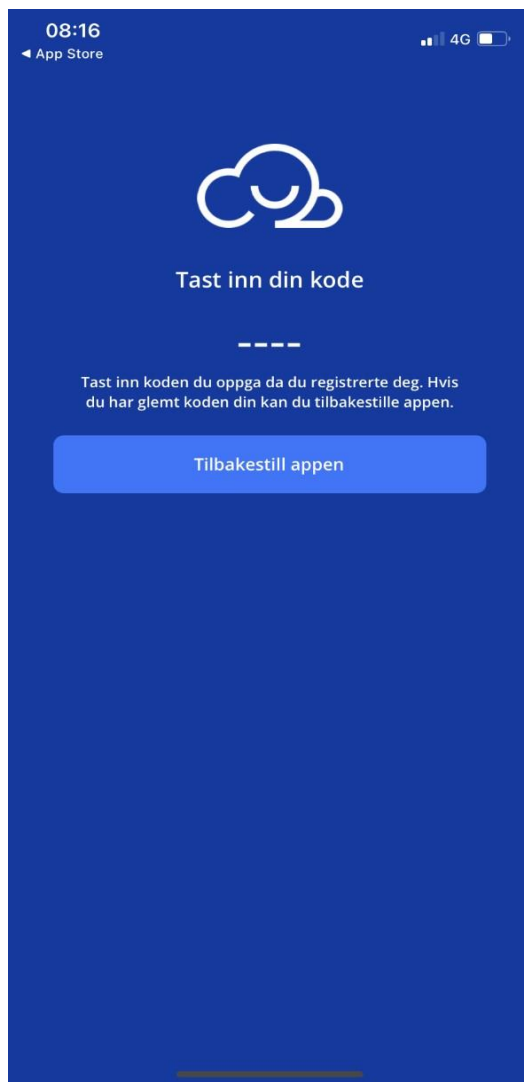 08:16
4G
◄ App Store
Tast inn din kode
----
Tast inn koden du oppga da du registrerte deg. Hvis
du har glemt koden din kan du tilbakestille appen.
Tilbakestill appen